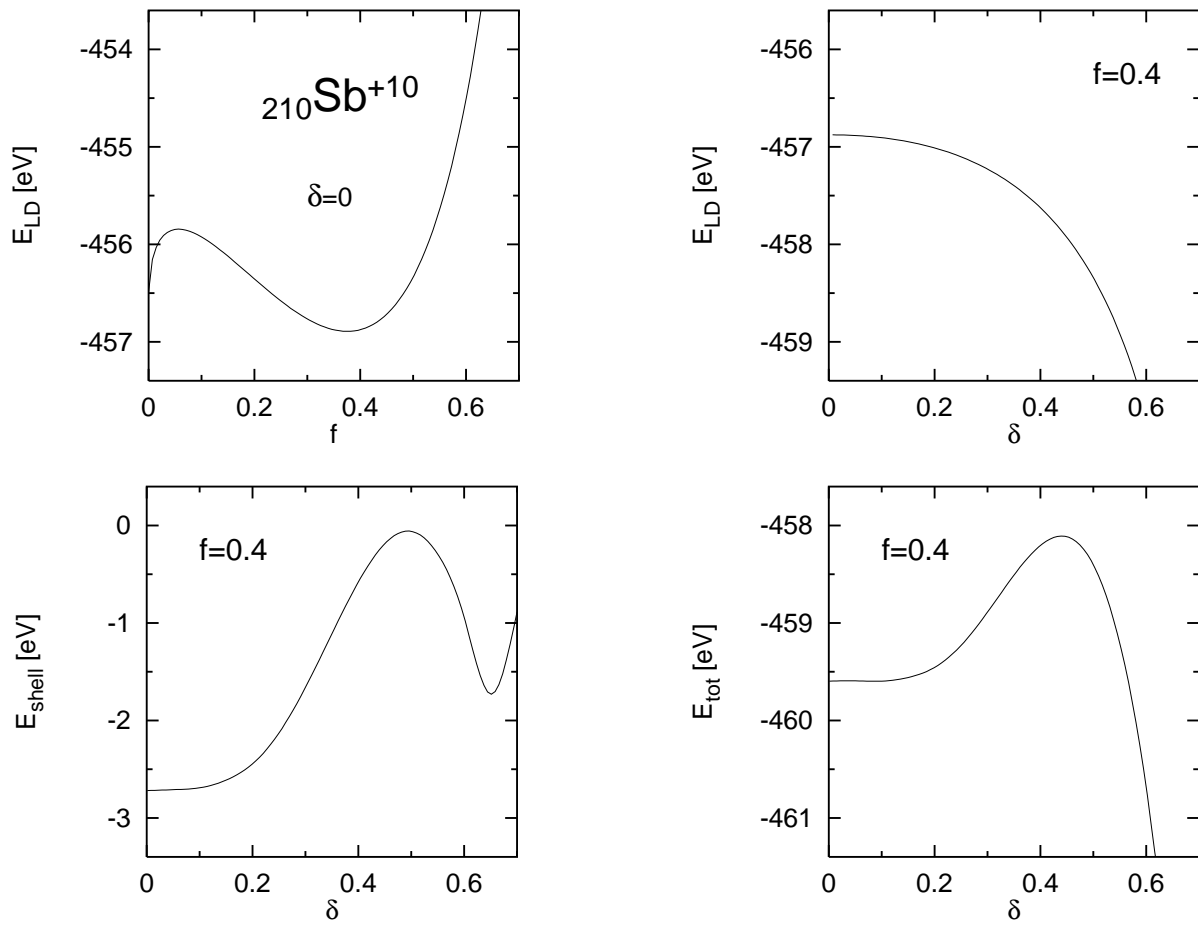 -454
-455
-456
-457
E_LD [eV]
₂₁₀Sb⁺¹⁰
δ=0
0
0.2
0.4
0.6
f
-456
-457
-458
-459
E_LD [eV]
f=0.4
0
0.2
0.4
0.6
δ
0
-1
-2
-3
E_shell [eV]
f=0.4
0
0.2
0.4
0.6
δ
-458
-459
-460
-461
E_tot [eV]
f=0.4
0
0.2
0.4
0.6
δ